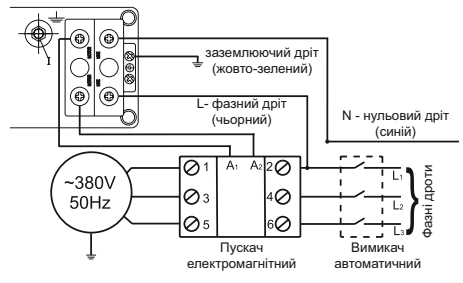 заземлюючий дріт
(жовто-зелений)
L- фазний дріт
(чьорний)
N - нульовий дріт
(синій)
1 A1 A2 2 L1
~380V
50Hz
3 4 L2
5 6 L3
Фазні дроти
Пускач
електромагнітний
Вимикач
автоматичний